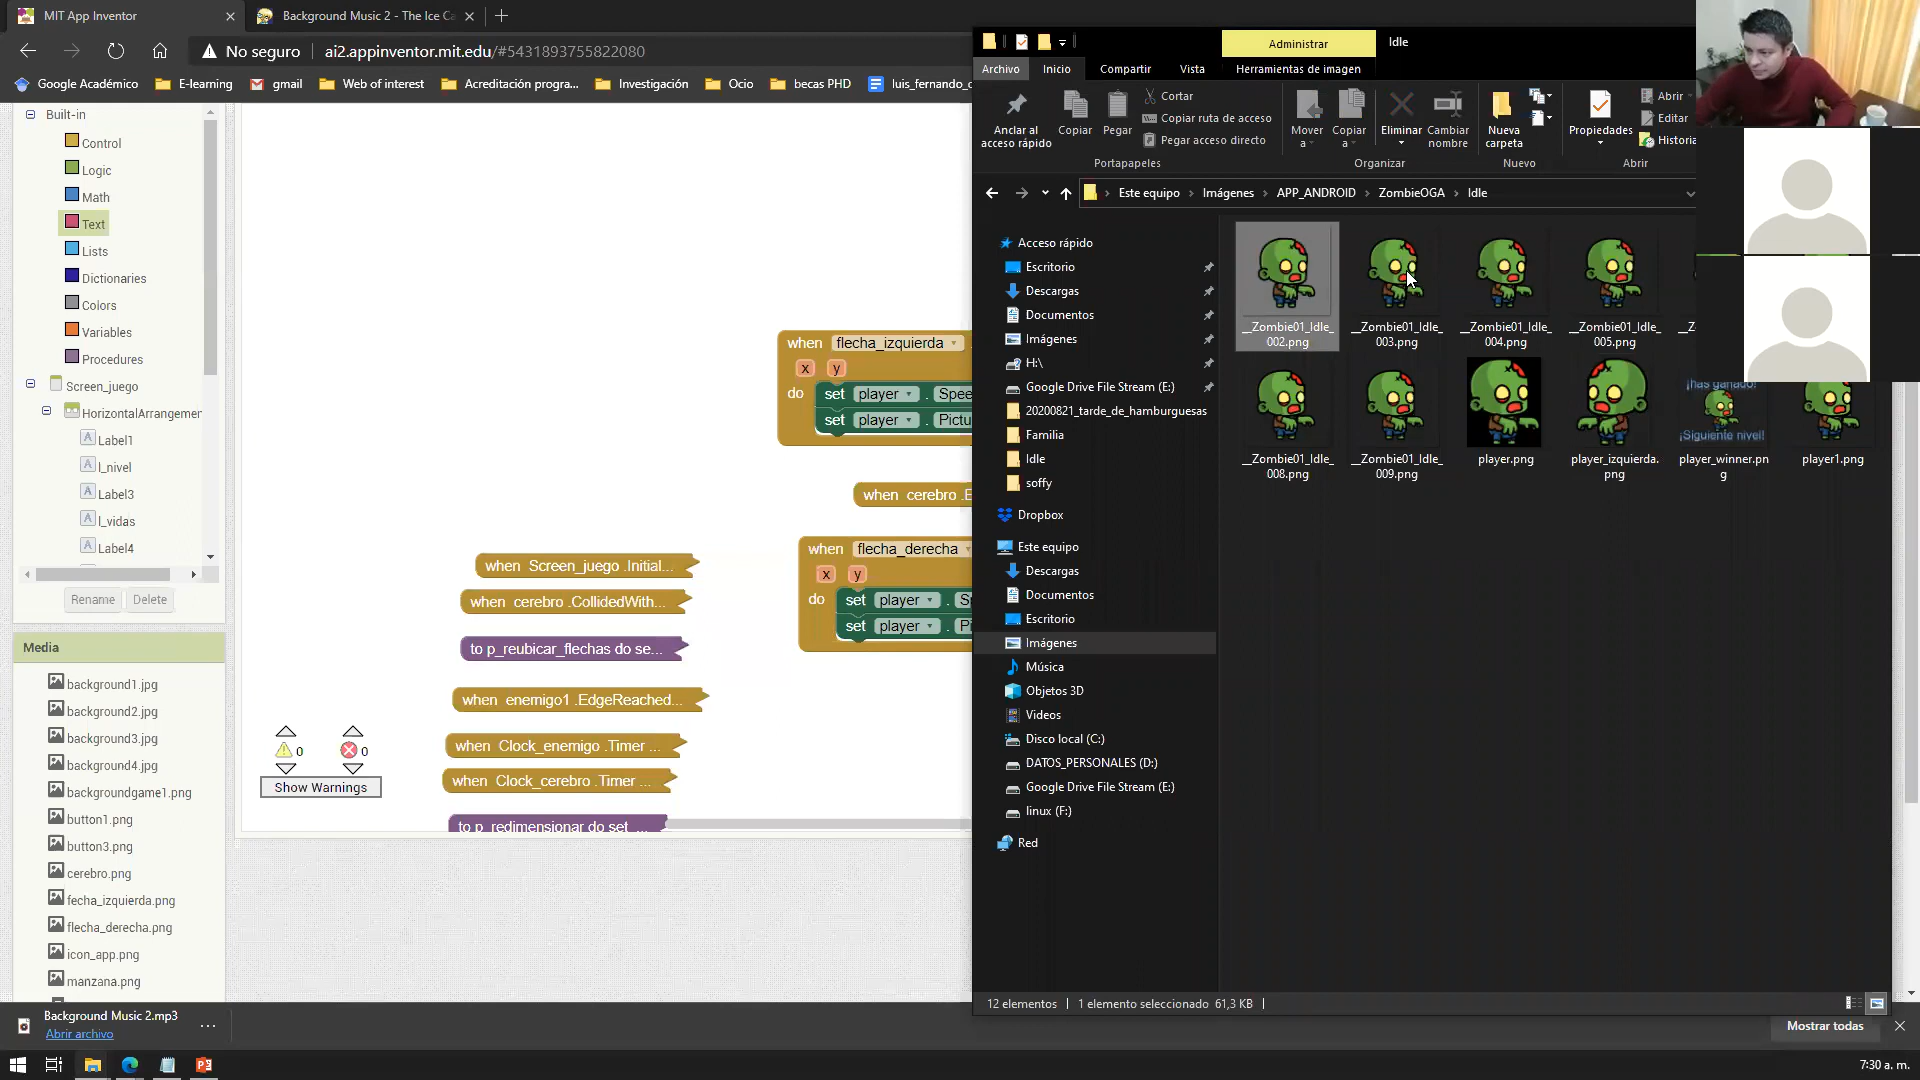 MIT App Inventor
Background Music 2 - The Ice Ca
No seguro
ai2.appinventor.mit.edu/#5431893755822080
Google Académico
E-learning
gmail
Web of interest
Acreditación progra...
Investigación
Ocio
becas PHD
luis_fernando_c
Built-in
Control
Logic
Math
Text
Lists
Dictionaries
Colors
Variables
Procedures
Screen_juego
HorizontalArrangemer
Label1
l_nivel
Label3
l_vidas
Label4
Rename
Delete
Media
background1.jpg
background2.jpg
background3.jpg
background4.jpg
backgroundgame1.png
button1.png
button3.png
cerebro.png
fecha_izquierda.png
flecha_derecha.png
icon_app.png
manzana.png
when flecha_izquierda
x y
do set player . Spee
set player . Pictu
when cerebro .E
when flecha_derecha
x y
do set player . Sp
set player . Pi
when Screen_juego .Initial...
when cerebro .CollidedWith...
to p_reubicar_flechas do se...
when enemigo1 .EdgeReached...
when Clock_enemigo .Timer ...
when Clock_cerebro .Timer ...
to p_redimensionar do set ...
0 0
Show Warnings
Administrar
Idle
Archivo
Inicio
Compartir
Vista
Herramientas de imagen
Anclar al acceso rápido
Copiar
Pegar
Cortar
Copiar ruta de acceso
Pegar acceso directo
Portapapeles
Mover a
Copiar a
Eliminar
Cambiar nombre
Organizar
Nueva carpeta
Nuevo
Propiedades
Abrir
Editar
Historia
Abrir
Este equipo > Imágenes > APP_ANDROID > ZombieOGA > Idle
Acceso rápido
Escritorio
Descargas
Documentos
Imágenes
H:\
Google Drive File Stream (E:)
20200821_tarde_de_hamburguesas
Familia
Idle
soffy
Dropbox
Este equipo
Descargas
Documentos
Escritorio
Imágenes
Música
Objetos 3D
Videos
Disco local (C:)
DATOS_PERSONALES (D:)
Google Drive File Stream (E:)
linux (F:)
Red
__Zombie01_Idle_002.png
__Zombie01_Idle_003.png
__Zombie01_Idle_004.png
__Zombie01_Idle_005.png
__Zombie01_Idle_008.png
__Zombie01_Idle_009.png
player.png
player_izquierda.png
¡has ganado!
¡Siguiente nivel!
player_winner.png
player1.png
12 elementos
1 elemento seleccionado 61,3 KB
Background Music 2.mp3
Abrir archivo
Mostrar todas
7:30 a. m.